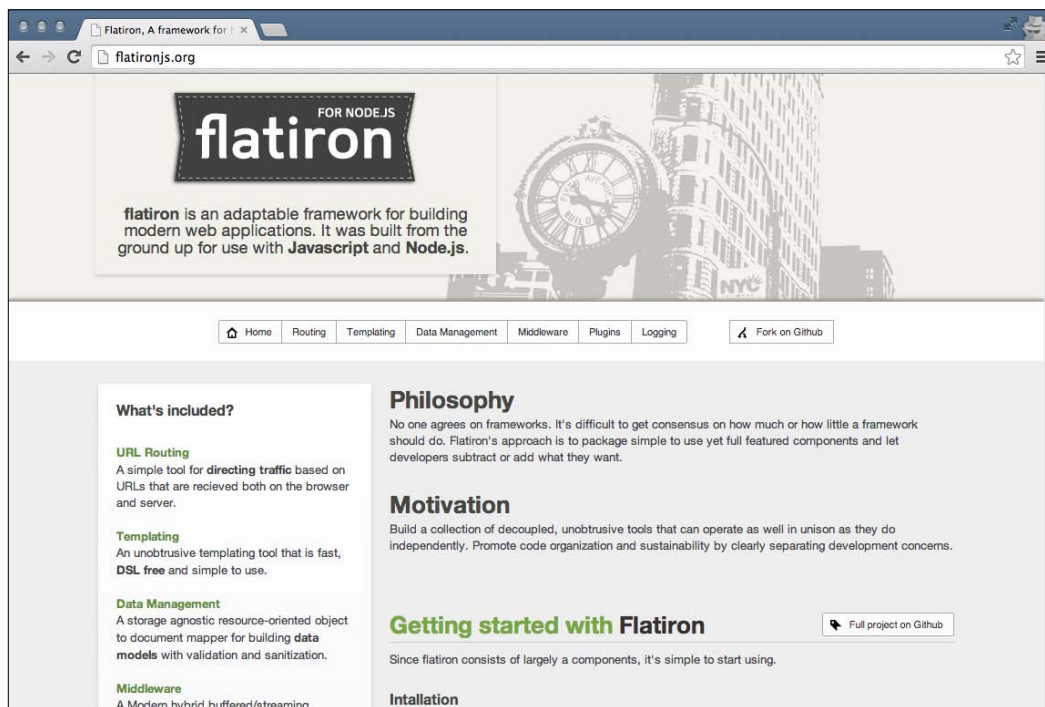 Flatiron, A framework for
flatironjs.org
FOR NODE.JS
flatiron
flatiron is an adaptable framework for building
modern web applications. It was built from the
ground up for use with Javascript and Node.js.
FIFTH AVENUE
BUILD
NYC
Home
Routing
Templating
Data Management
Middleware
Plugins
Logging
Fork on Github
What's included?
URL Routing
A simple tool for directing traffic based on
URLs that are recieved both on the browser
and server.
Templating
An unobtrusive templating tool that is fast,
DSL free and simple to use.
Data Management
A storage agnostic resource-oriented object
to document mapper for building data
models with validation and sanitization.
Middleware
A Modern hybrid buffered/streaming
Philosophy
No one agrees on frameworks. It's difficult to get consensus on how much or how little a framework
should do. Flatiron's approach is to package simple to use yet full featured components and let
developers subtract or add what they want.
Motivation
Build a collection of decoupled, unobtrusive tools that can operate as well in unison as they do
independently. Promote code organization and sustainability by clearly separating development concerns.
Getting started with Flatiron
Full project on Github
Since flatiron consists of largely a components, it's simple to start using.
Intallation